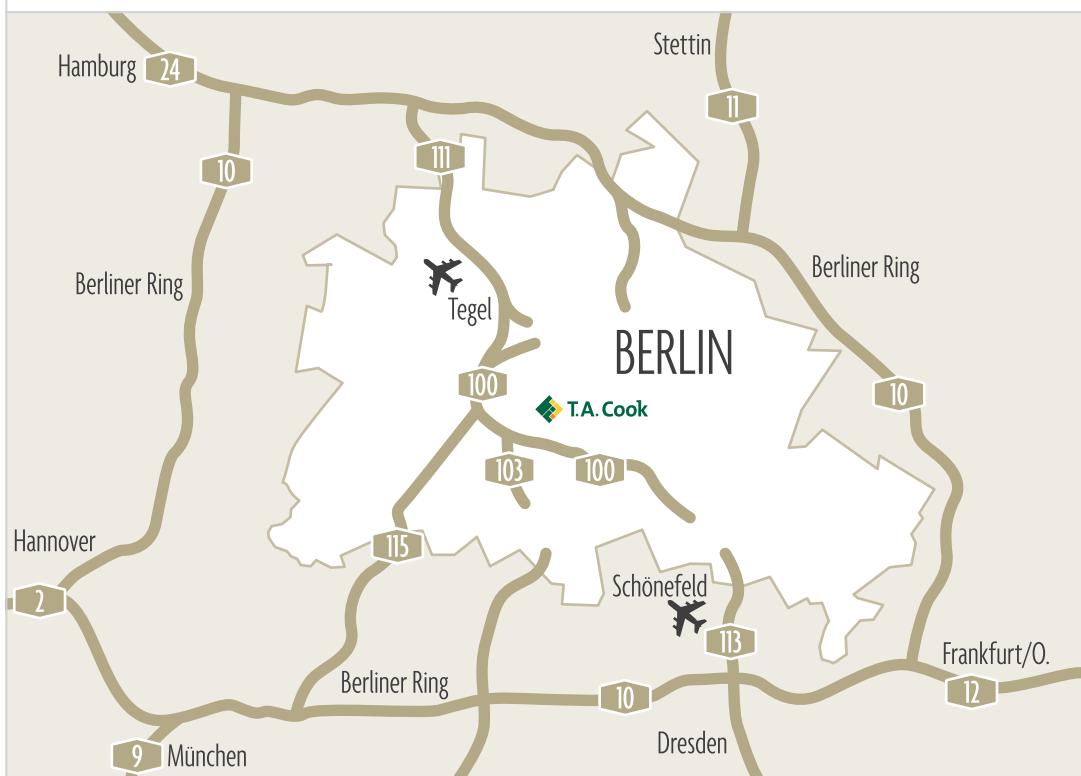 Stettin
Hamburg
24
11
111
10
Berliner Ring
Berliner Ring
Tegel
BERLIN
100
10
T.A. Cook
103
100
Hannover
115
Schönefeld
2
113
Frankfurt/O.
Berliner Ring
10
12
Dresden
9
München